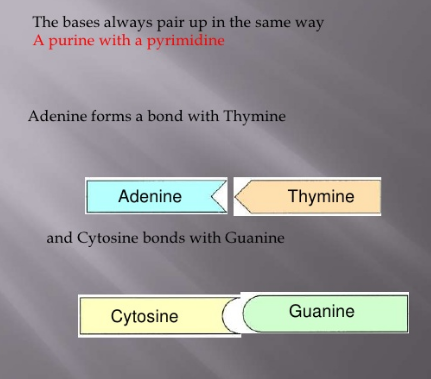 The bases always pair up in the same way
A purine with a pyrimidine
Adenine forms a bond with Thymine
Adenine Thymine
and Cytosine bonds with Guanine
Cytosine Guanine